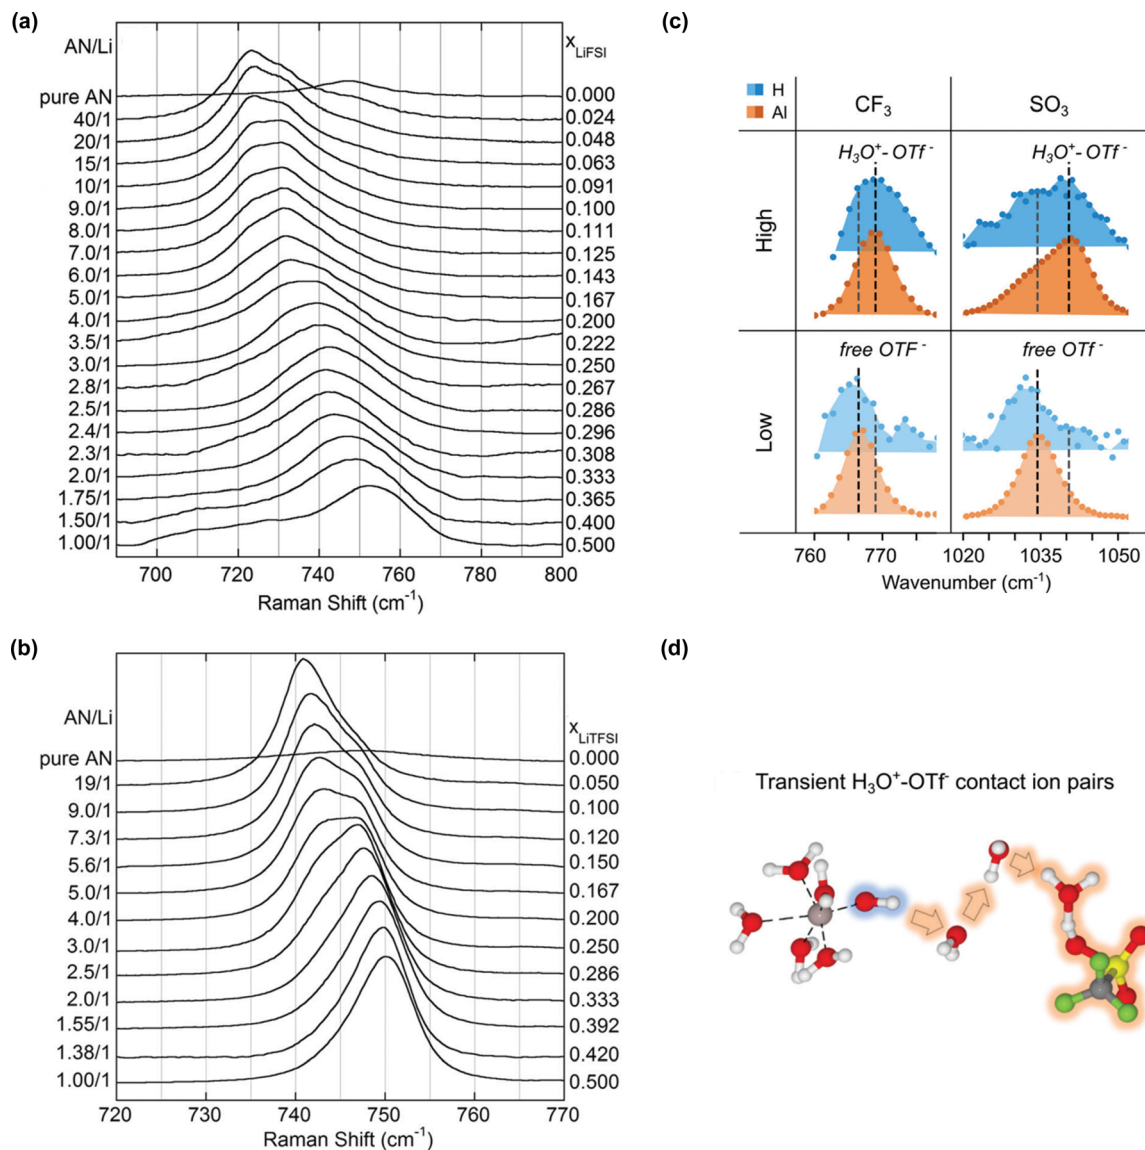 (a)
AN/Li
x_LiFSI
pure AN 0.000
40/1 0.024
20/1 0.048
15/1 0.063
10/1 0.091
9.0/1 0.100
8.0/1 0.111
7.0/1 0.125
6.0/1 0.143
5.0/1 0.167
4.0/1 0.200
3.5/1 0.222
3.0/1 0.250
2.8/1 0.267
2.5/1 0.286
2.4/1 0.296
2.3/1 0.308
2.0/1 0.333
1.75/1 0.365
1.50/1 0.400
1.00/1 0.500
700 720 740 760 780 800
Raman Shift (cm⁻¹)
(b)
AN/Li
x_LiTFSI
pure AN 0.000
19/1 0.050
9.0/1 0.100
7.3/1 0.120
5.6/1 0.150
5.0/1 0.167
4.0/1 0.200
3.0/1 0.250
2.5/1 0.286
2.0/1 0.333
1.55/1 0.392
1.38/1 0.420
1.00/1 0.500
720 730 740 750 760 770
Raman Shift (cm⁻¹)
(c)
H
Al
CF₃ SO₃
High
H₃O⁺- OTf⁻ H₃O⁺- OTf⁻
Low
free OTF⁻ free OTf⁻
760 770 1020 1035 1050
Wavenumber (cm⁻¹)
(d)
Transient H₃O⁺-OTf⁻ contact ion pairs